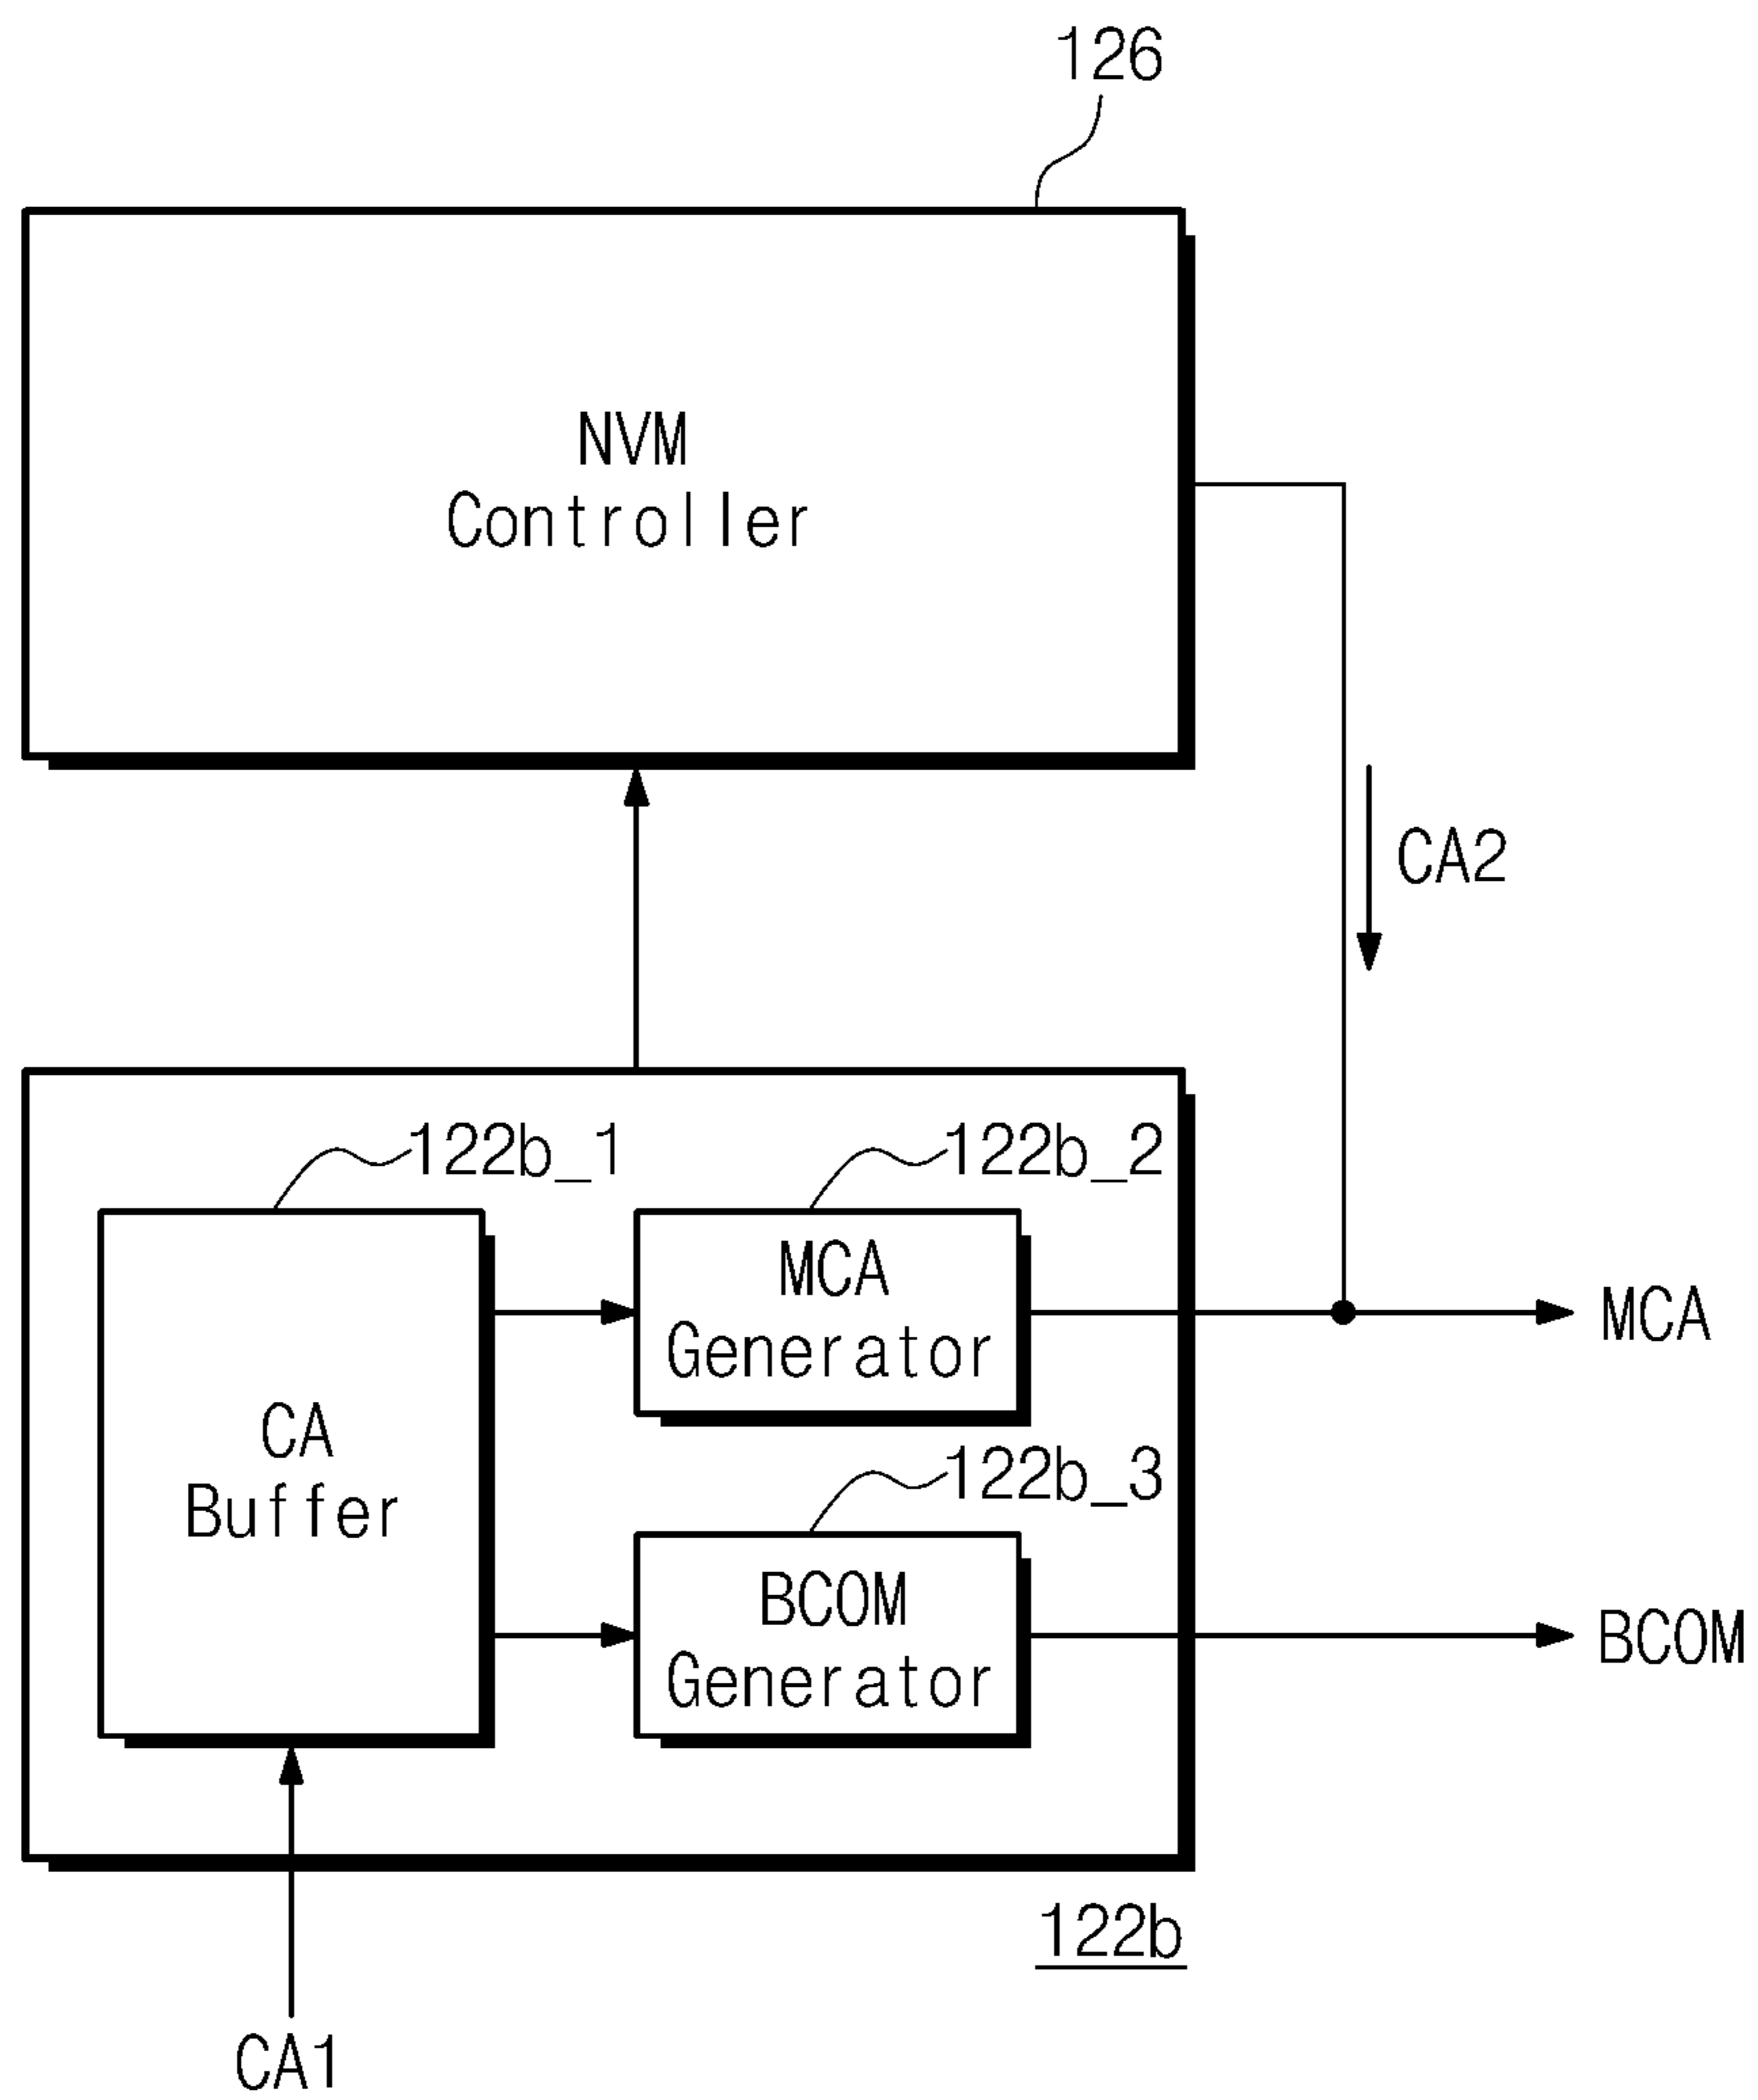 126
NVM
Controller
CA2
122b_1
122b_2
MCA
Generator
MCA
CA
Buffer
122b_3
BCOM
Generator
BCOM
122b
CA1